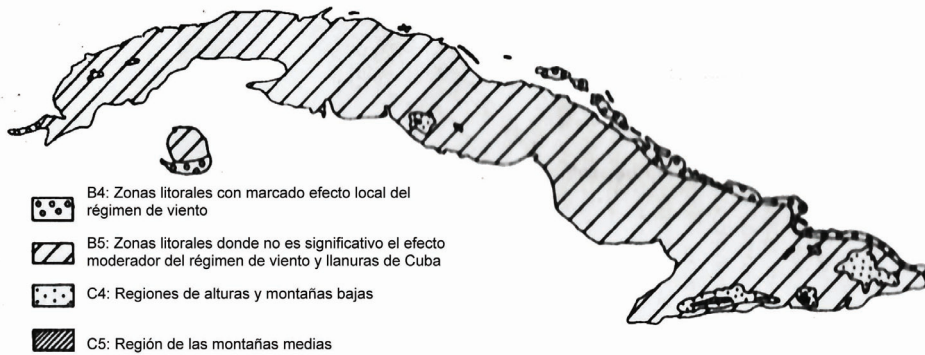 B4: Zonas litorales con marcado efecto local del
régimen de viento
B5: Zonas litorales donde no es significativo el efecto
moderador del régimen de viento y llanuras de Cuba
C4: Regiones de alturas y montañas bajas
C5: Región de las montañas medias